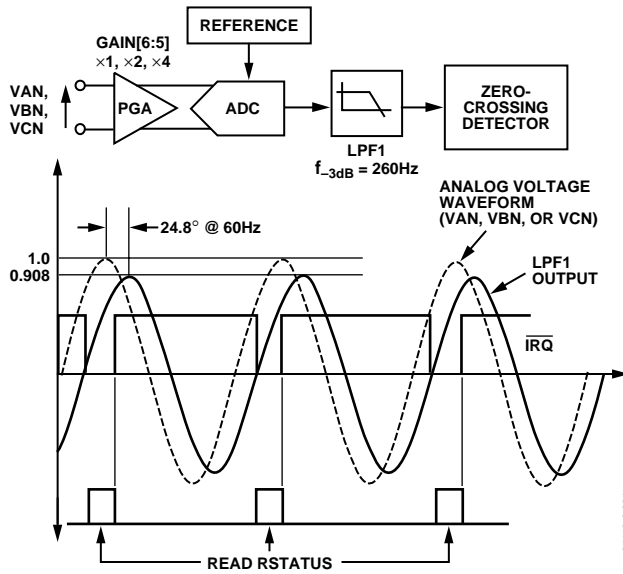 REFERENCE
GAIN[6:5]
×1, ×2, ×4
VAN,
VBN,
VCN
PGA
ADC
LPF1
f–3dB = 260Hz
ZERO-
CROSSING
DETECTOR
ANALOG VOLTAGE
WAVEFORM
(VAN, VBN, OR VCN)
24.8° @ 60Hz
1.0
0.908
LPF1
OUTPUT
IRQ
READ RSTATUS